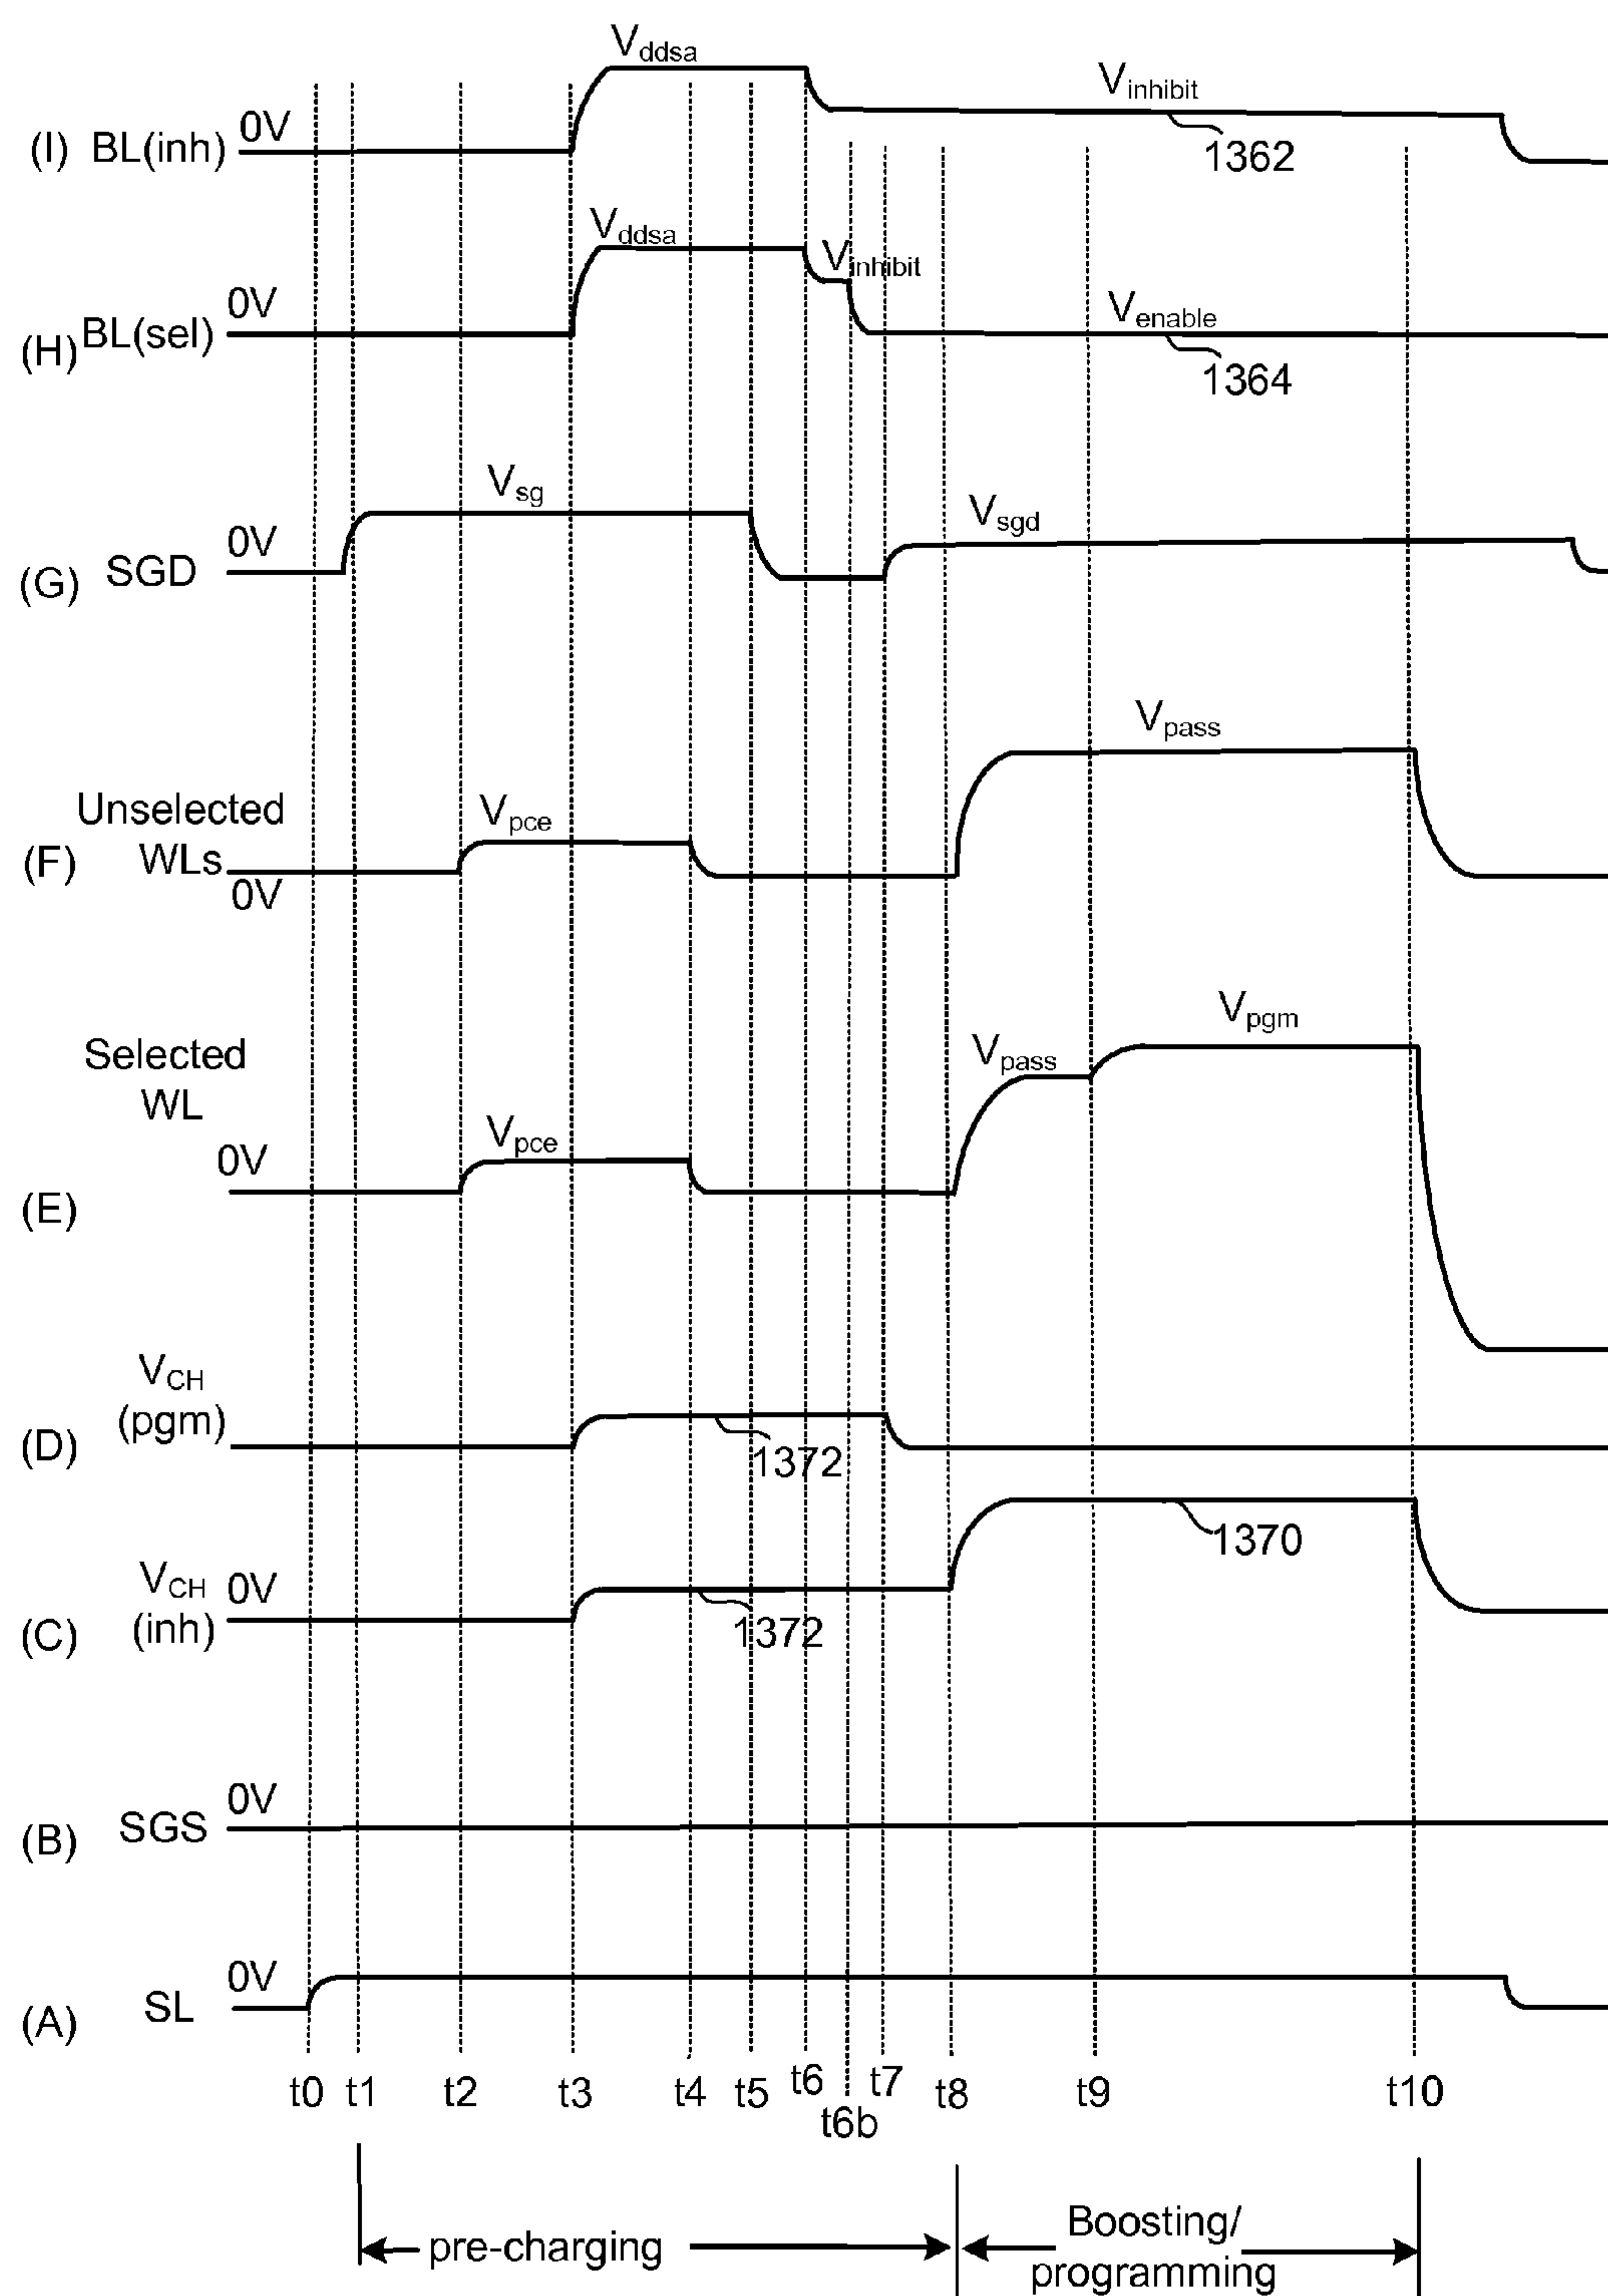 Vddsa
Vinhibit
(I) BL(inh) 0V
1362
Vddsa
Vinhibit
Venable
0V
(H) BL(sel)
1364
Vsg
Vsgd
0V
(G) SGD
Vpass
Unselected
Vpce
(F) WLs
0V
Vpgm
Selected
Vpass
WL
Vpce
0V
(E)
VCH
(pgm)
(D)
1372
1370
VCH 0V
(inh)
(C)
1372
0V
(B) SGS
0V
(A) SL
t0 t1 t2 t3 t4 t5 t6 t7 t8 t9 t10
t6b
Boosting/
pre-charging
programming